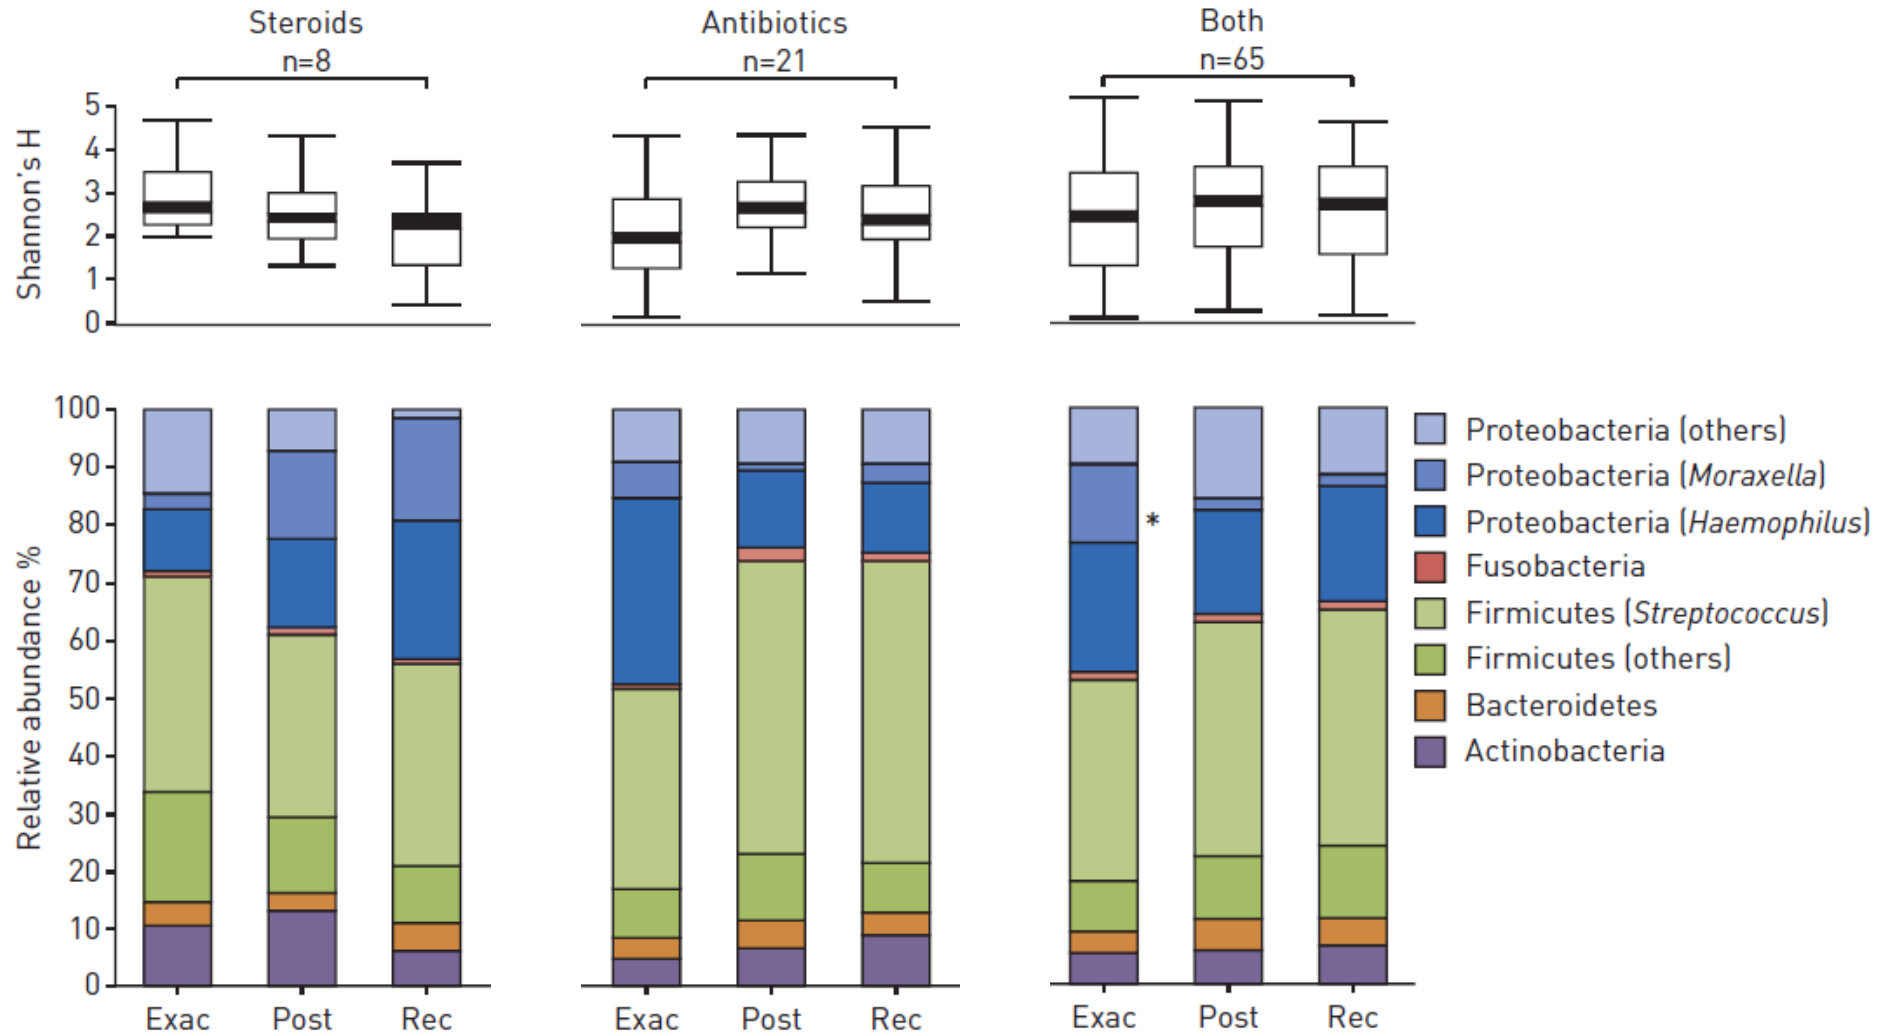 Steroids
n=8
Antibiotics
n=21
Both
n=65
Shannon's H
5
4
3
2
1
0
Relative abundance %
100
90
80
70
60
50
40
30
20
10
0
*
Exac Post Rec
Exac Post Rec
Exac Post Rec
Proteobacteria (others)
Proteobacteria (Moraxella)
Proteobacteria (Haemophilus)
Fusobacteria
Firmicutes (Streptococcus)
Firmicutes (others)
Bacteroidetes
Actinobacteria